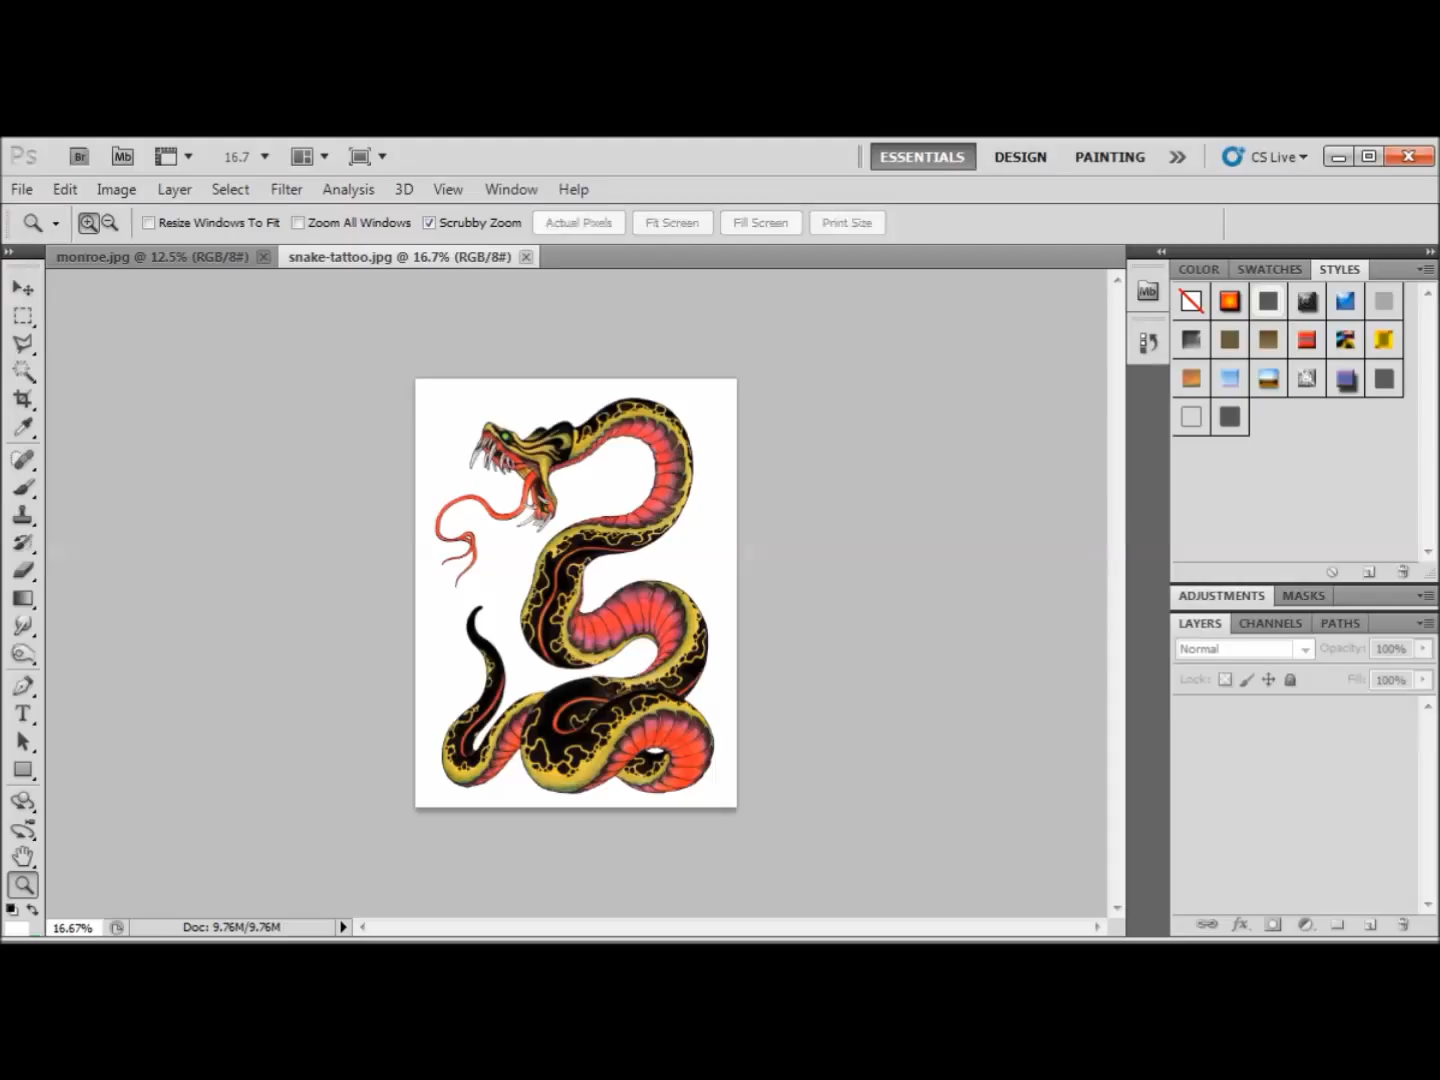 Ps Br Mb 16.7 ESSENTIALS DESIGN PAINTING CS Live
File Edit Image Layer Select Filter Analysis 3D View Window Help
Resize Windows To Fit Zoom All Windows Scrubby Zoom Actual Pixels Fit Screen Fill Screen Print Size
monroe.jpg @ 12.5% (RGB/8#) snake-tattoo.jpg @ 16.7% (RGB/8#)
COLOR SWATCHES STYLES
Mb
ADJUSTMENTS MASKS
LAYERS CHANNELS PATHS
Normal Opacity: 100%
Lock: Fill: 100%
T
16.67% Doc: 9.76M/9.76M
fx